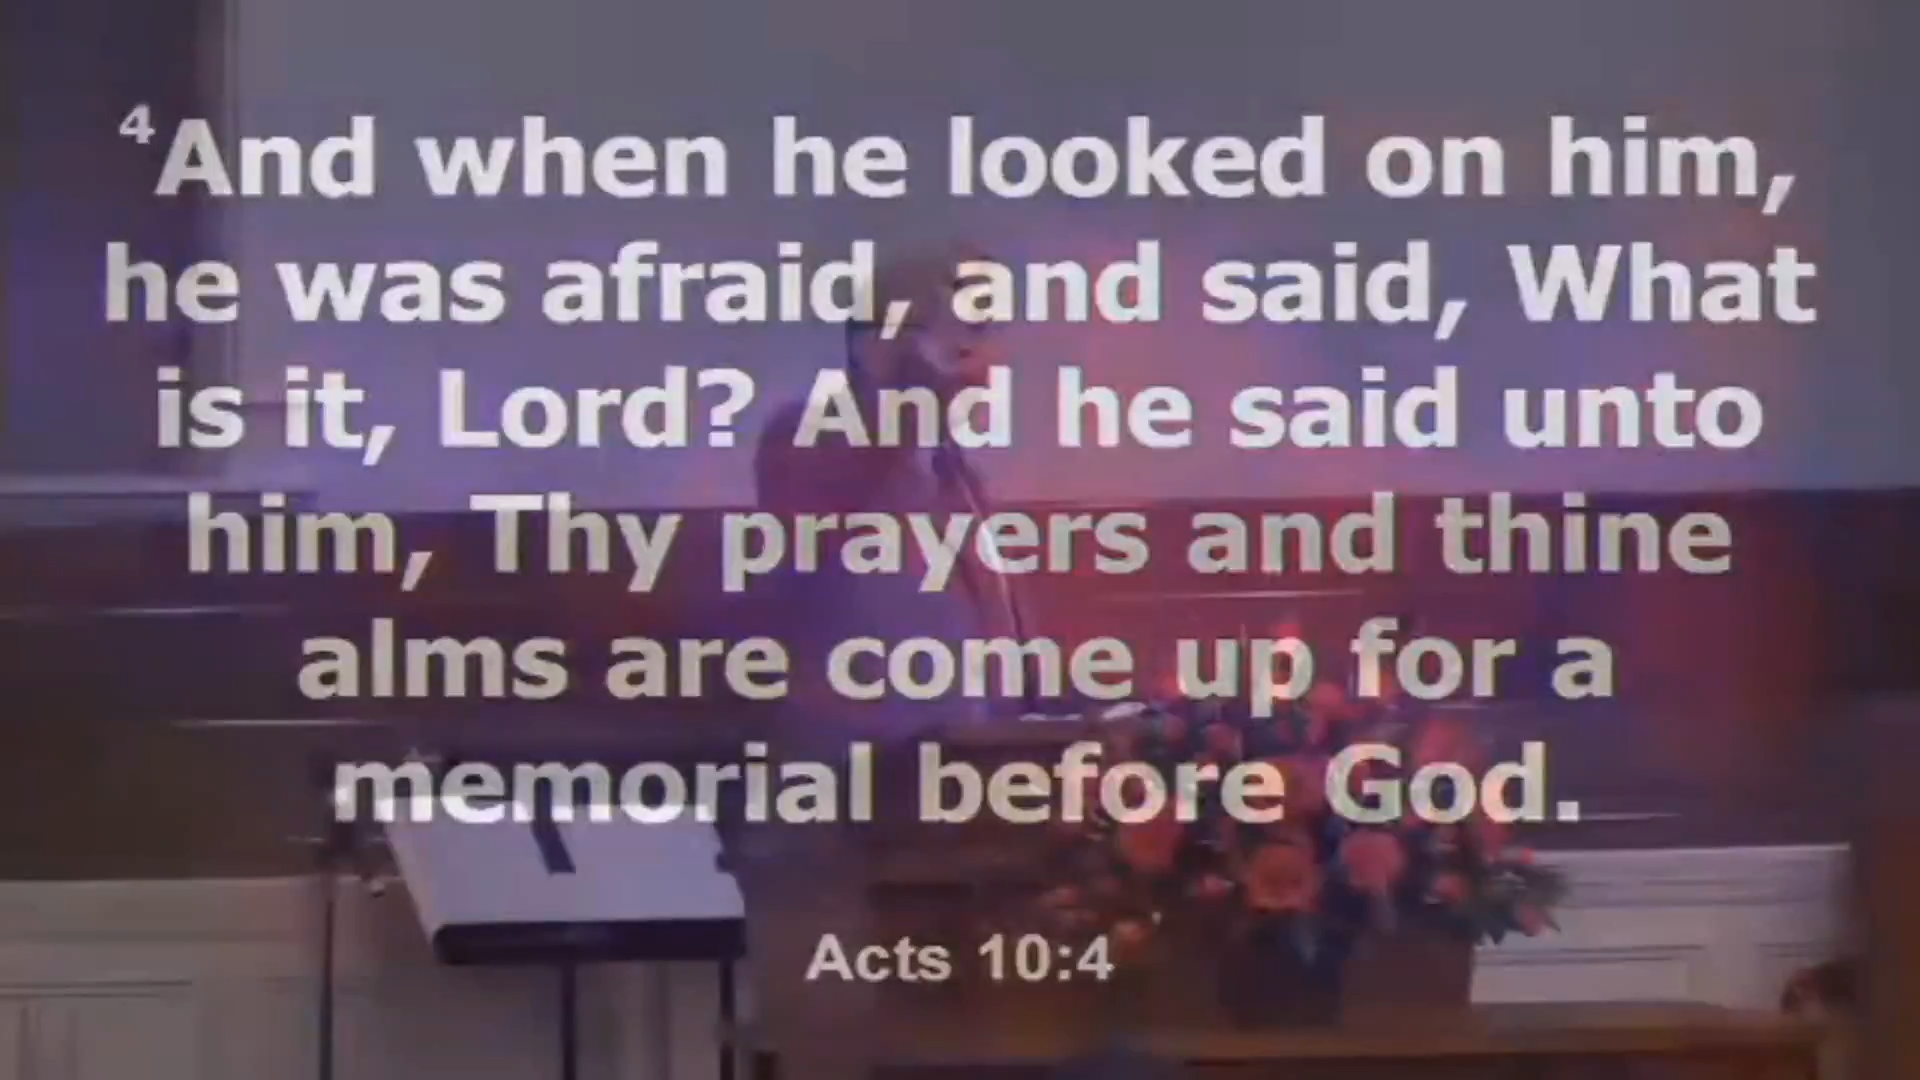 4And when he looked on him,
he was afraid, and said, What
is it, Lord? And he said unto
him, Thy prayers and thine
alms are come up for a
memorial before God.
Acts 10:4